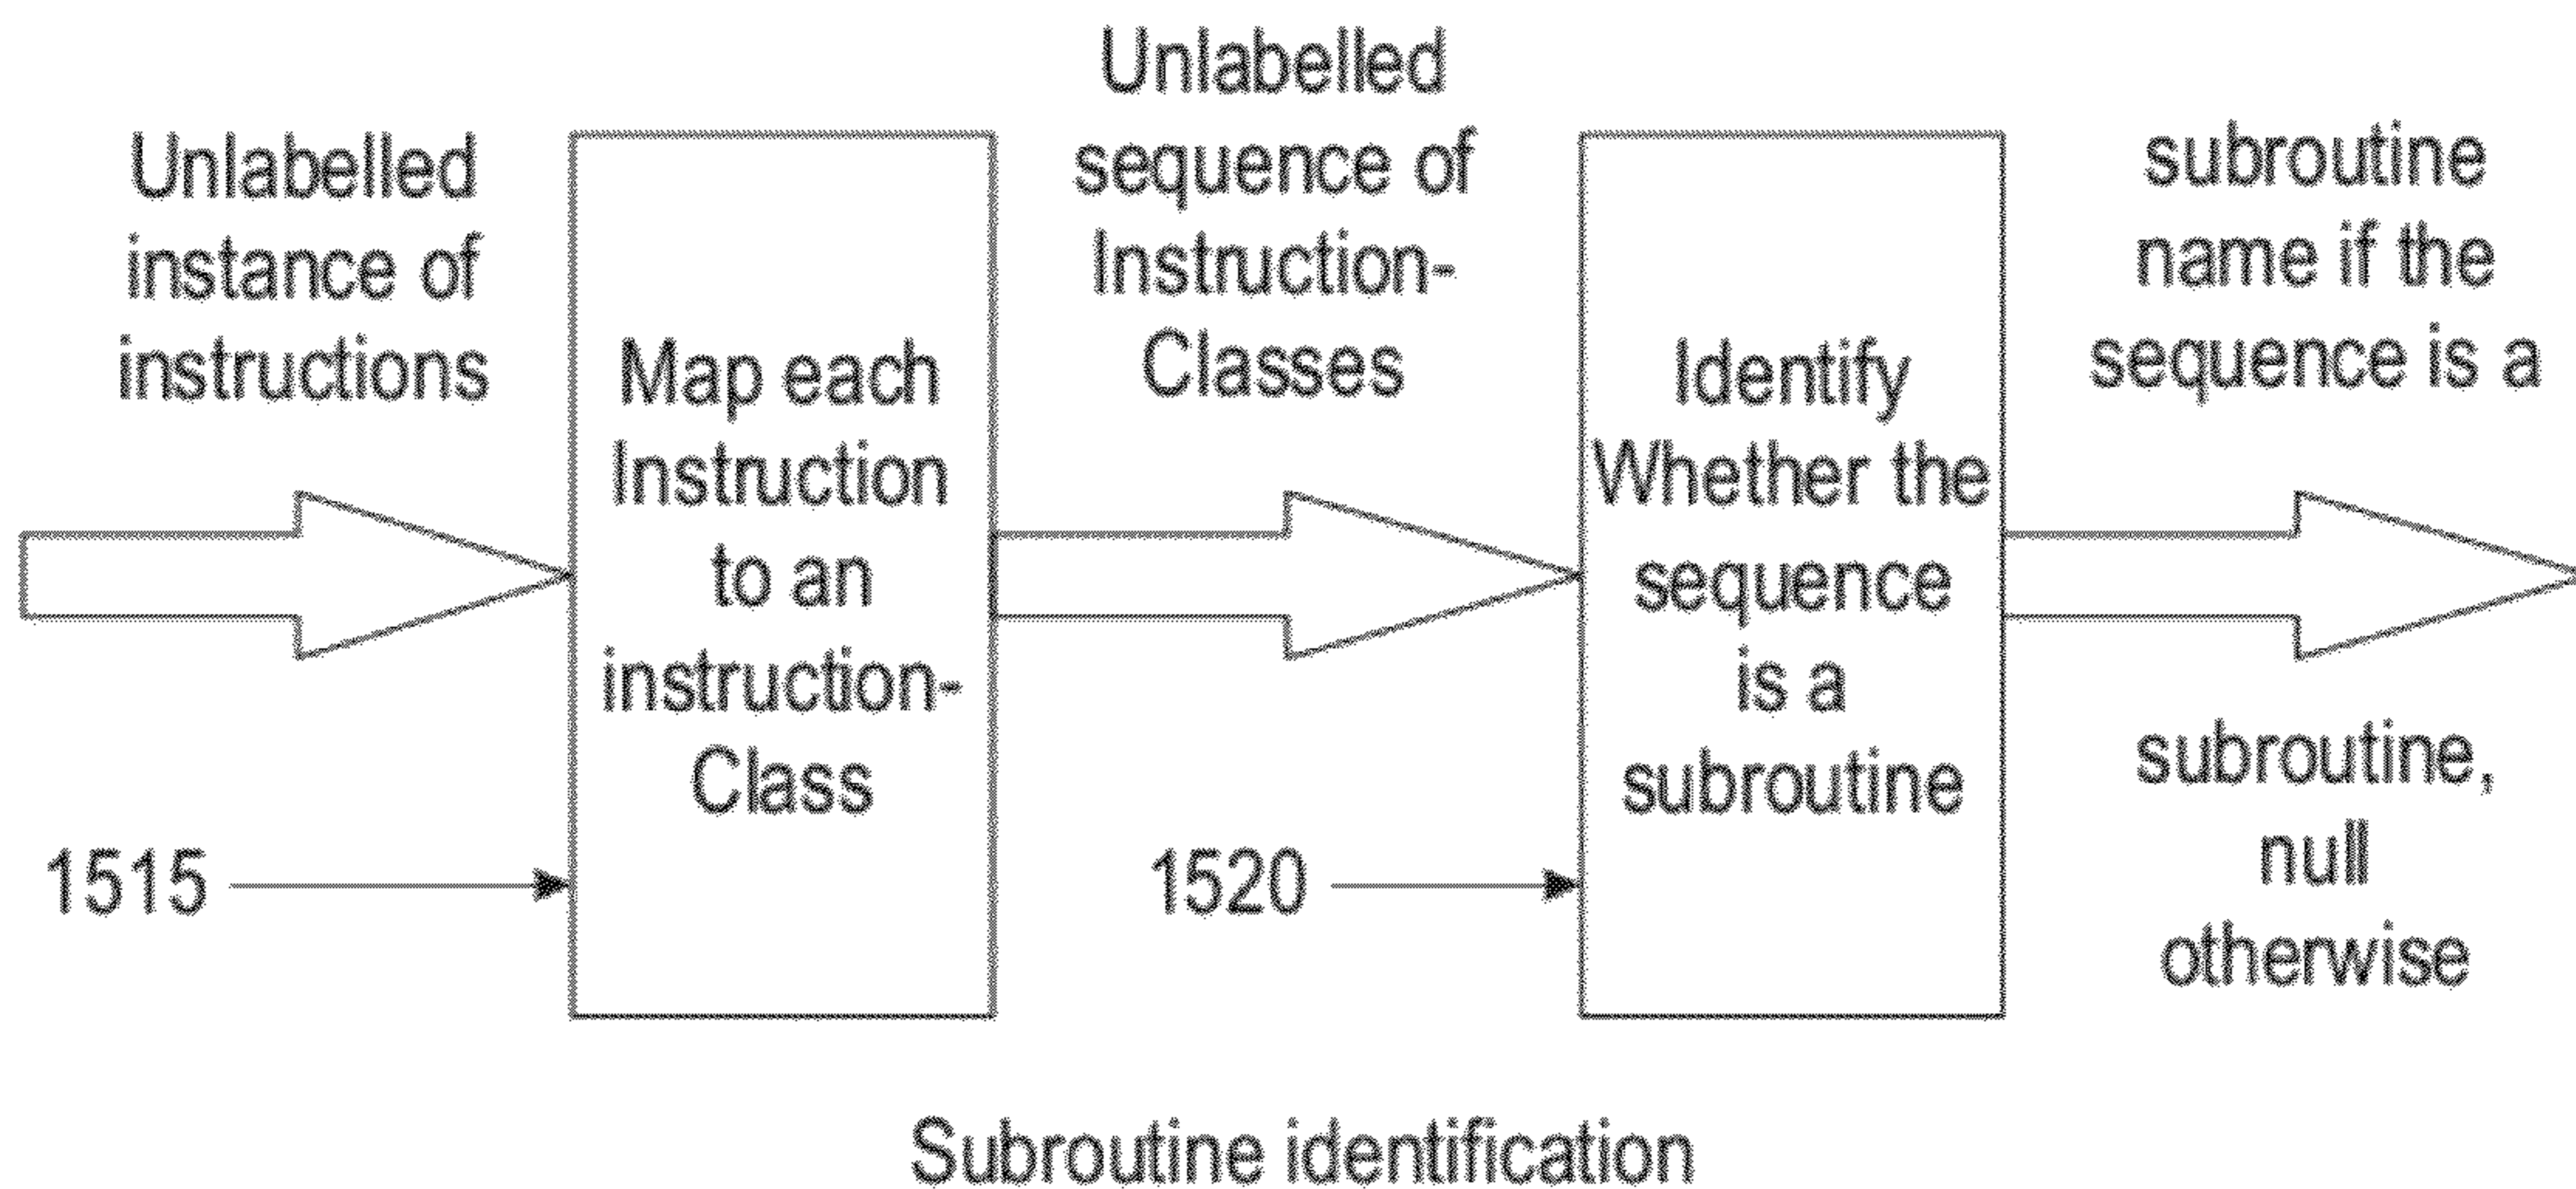 Unlabelled
instance of
instructions
1515
Map each
Instruction
to an
instruction-
Class
Unlabelled
sequence of
Instruction-
Classes
1520
Identify
Whether the
sequence
is a
subroutine
subroutine
name if the
sequence is a
subroutine,
null
otherwise
Subroutine identification